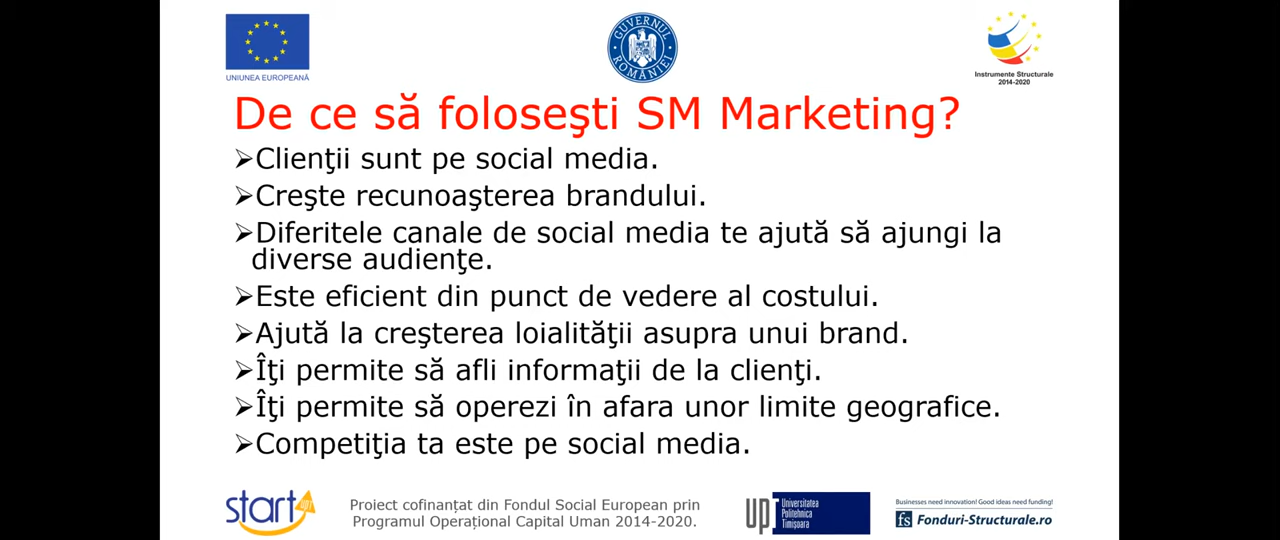 UNIUNEA EUROPEANĂ
GUVERNUL ROMÂNIEI
Instrumente Structurale
2014-2020
De ce să foloseşti SM Marketing?
➢Clienţii sunt pe social media.
➢Creşte recunoaşterea brandului.
➢Diferitele canale de social media te ajută să ajungi la
diverse audienţe.
➢Este eficient din punct de vedere al costului.
➢Ajută la creşterea loialităţii asupra unui brand.
➢Îţi permite să afli informaţii de la clienţi.
➢Îţi permite să operezi în afara unor limite geografice.
➢Competiţia ta este pe social media.
start UPT
Proiect cofinanțat din Fondul Social European prin
Programul Operațional Capital Uman 2014-2020.
UPT
Universitatea
Politehnica
Timișoara
Businesses need innovation! Good ideas need funding!
fs Fonduri-Structurale.ro